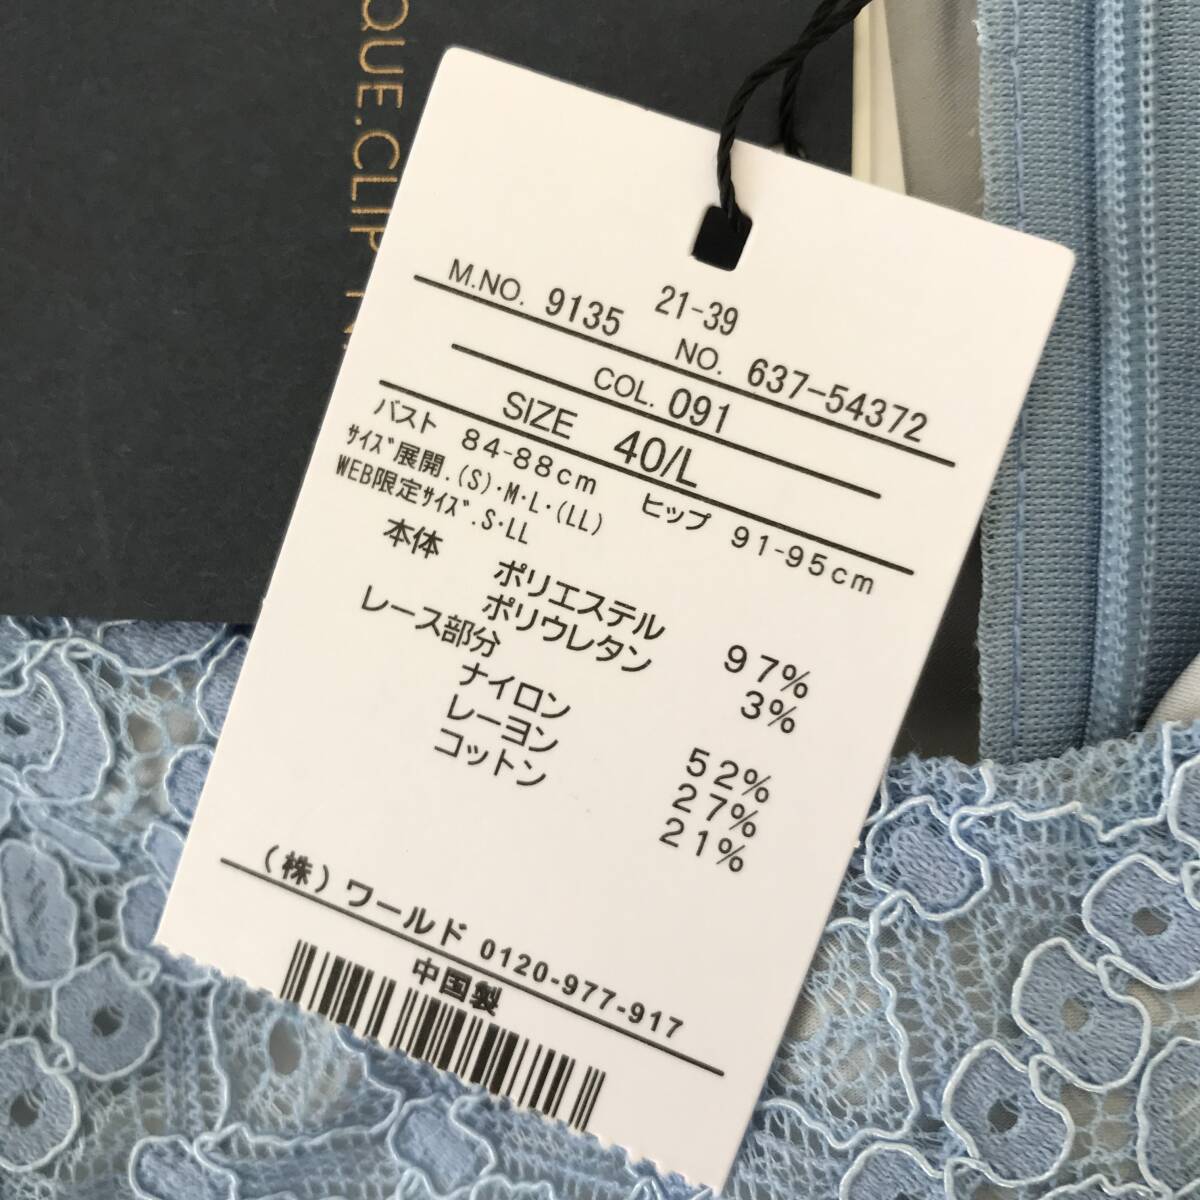 QUE.CLIP
21-39
M.NO. 9135 NO. 637-54372
COL. 091
SIZE 40/L
バスト 84-88cm ヒップ 91-95cm
サイズ展開.(S)・M・L・(LL)
WEB限定サイズ.S・LL
本体
ポリエステル 97%
ポリウレタン 3%
レース部分
ナイロン 52%
レーヨン 27%
コットン 21%
(株)ワールド 0120-977-917
中国製